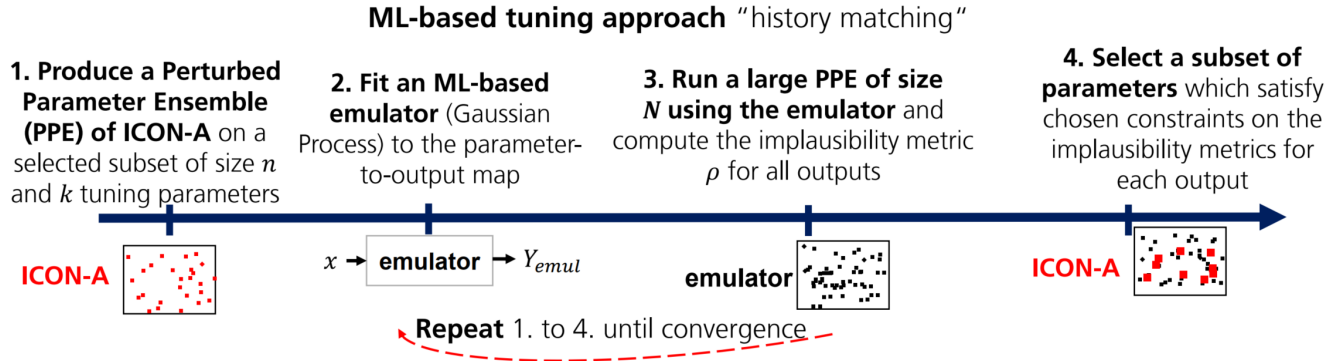 ML-based tuning approach “history matching“
1. Produce a Perturbed
Parameter Ensemble
(PPE) of ICON-A on a
selected subset of size n
and k tuning parameters
2. Fit an ML-based
emulator (Gaussian
Process) to the parameter-
to-output map
3. Run a large PPE of size
N using the emulator and
compute the implausibility metric
ρ for all outputs
4. Select a subset of
parameters which satisfy
chosen constraints on the
implausibility metrics for
each output
ICON-A
x
emulator
Y_emul
emulator
ICON-A
Repeat 1. to 4. until convergence